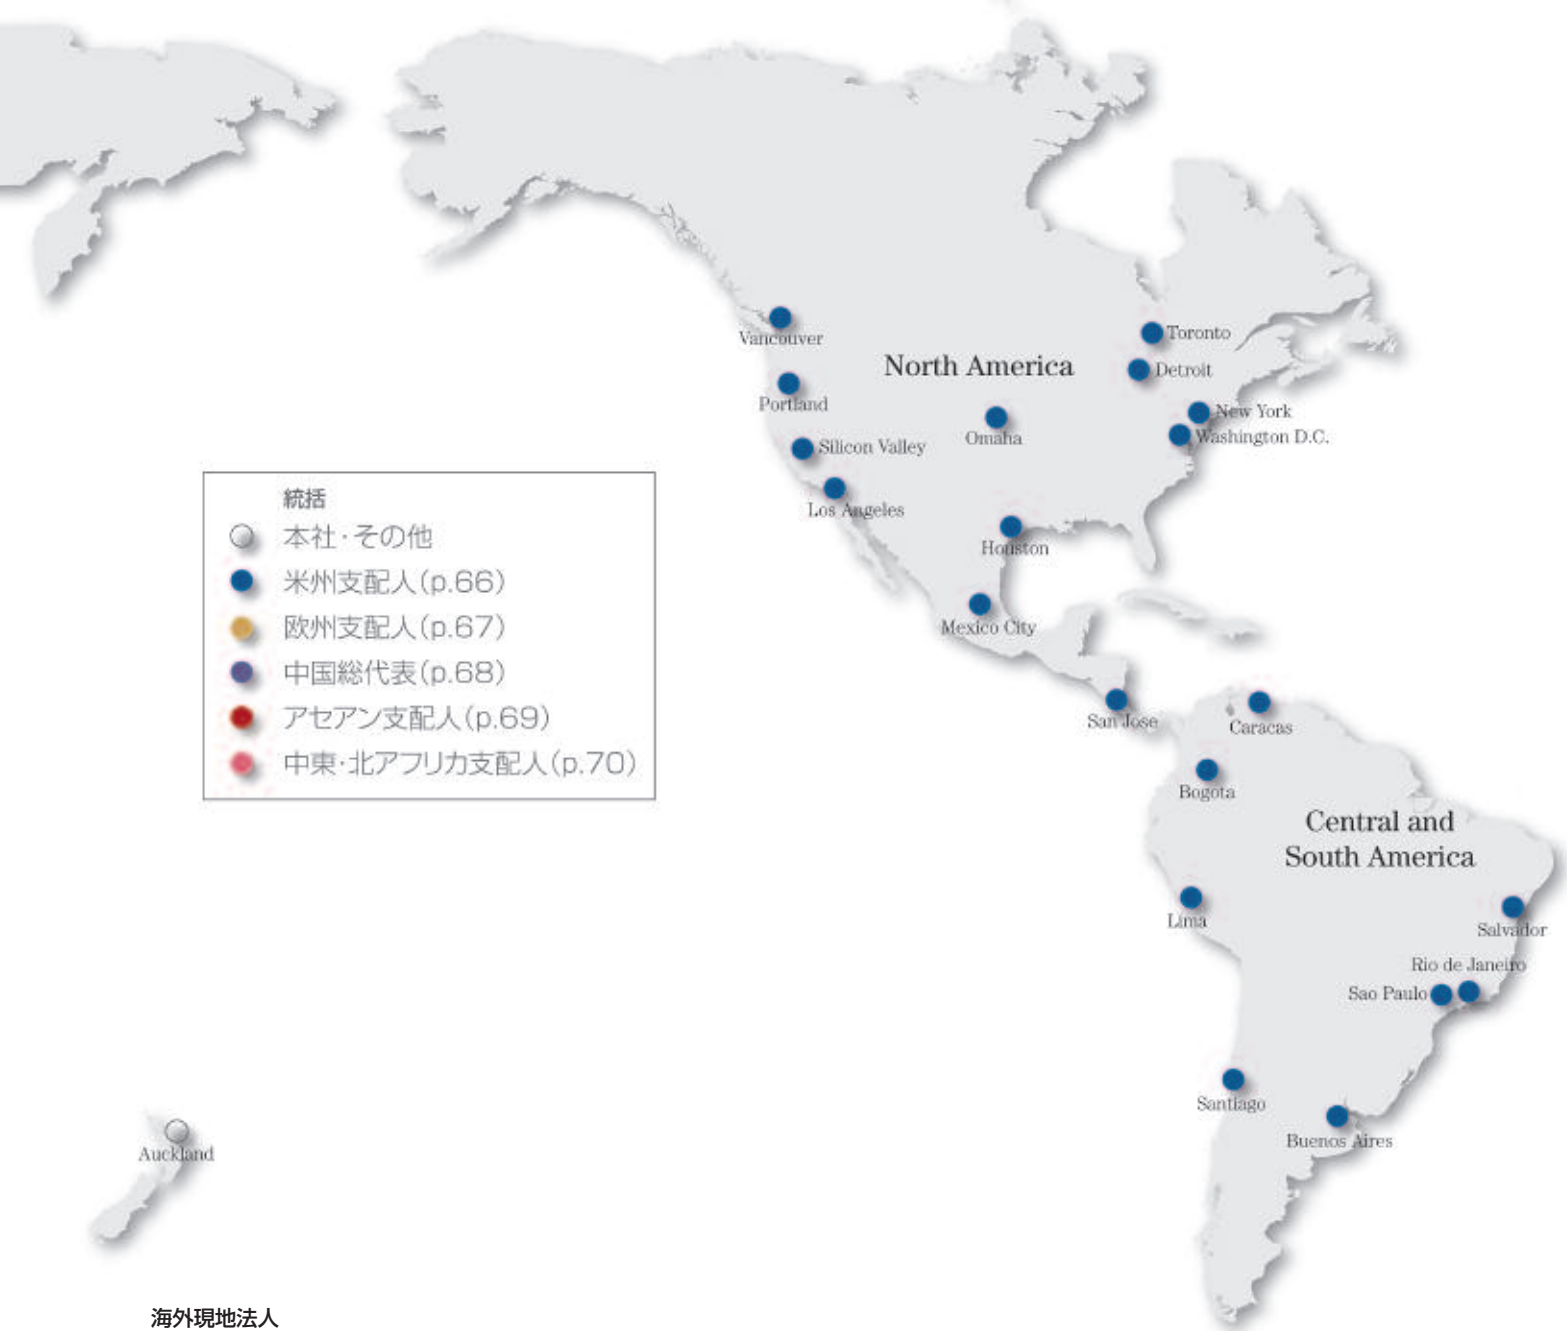 Vancouver
Toronto
North America
Detroit
Portland
New York
Omaha
Washington D.C.
Silicon Valley
統括
Los Angeles
本社・その他
Houston
米州支配人(p.66)
欧州支配人(p.67)
Mexico City
中国総代表(p.68)
アセアン支配人(p.69)
San Jose
Caracas
中東・北アフリカ支配人(p.70)
Bogota
Central and
South America
Lima
Salvador
Rio de Janeiro
Sao Paulo
Santiago
Buenos Aires
Auckland
海外現地法人